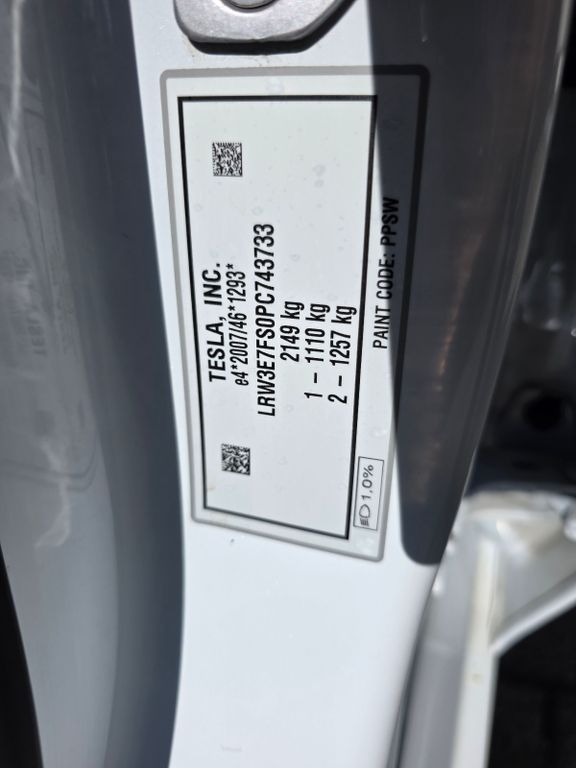 TESLA, INC.
e4*2007/46*1293*
LRW3E7FS0PC743733
2149 kg
1 – 1110 kg
2 – 1257 kg
PAINT CODE: PPSW
1,0%